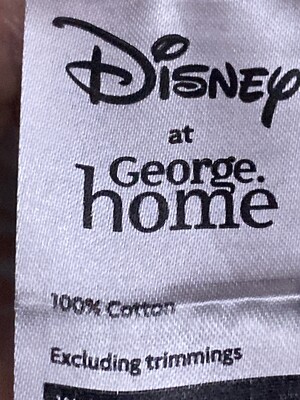 Disney
at
George.
home
100% Cotton
Excluding trimmings